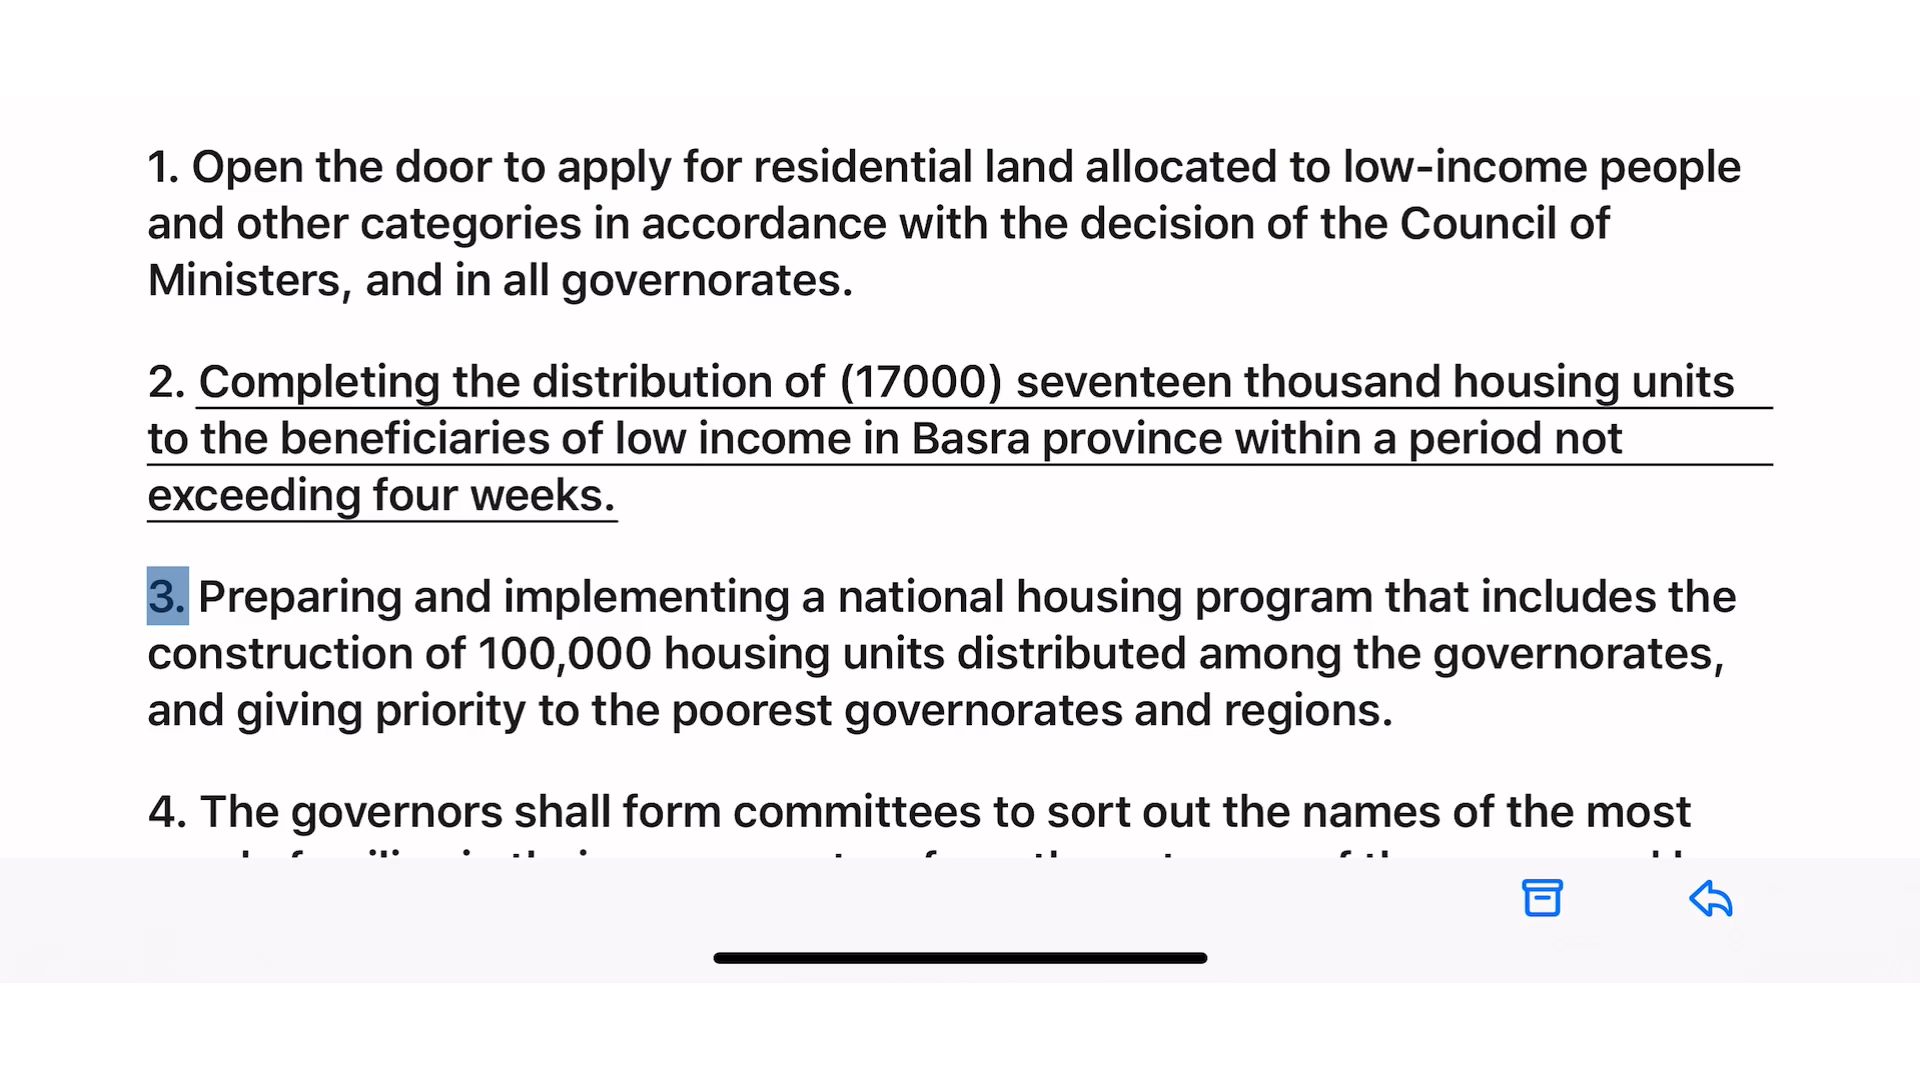 1. Open the door to apply for residential land allocated to low-income people
and other categories in accordance with the decision of the Council of
Ministers, and in all governorates.
2. Completing the distribution of (17000) seventeen thousand housing units
to the beneficiaries of low income in Basra province within a period not
exceeding four weeks.
3. Preparing and implementing a national housing program that includes the
construction of 100,000 housing units distributed among the governorates,
and giving priority to the poorest governorates and regions.
4. The governors shall form committees to sort out the names of the most